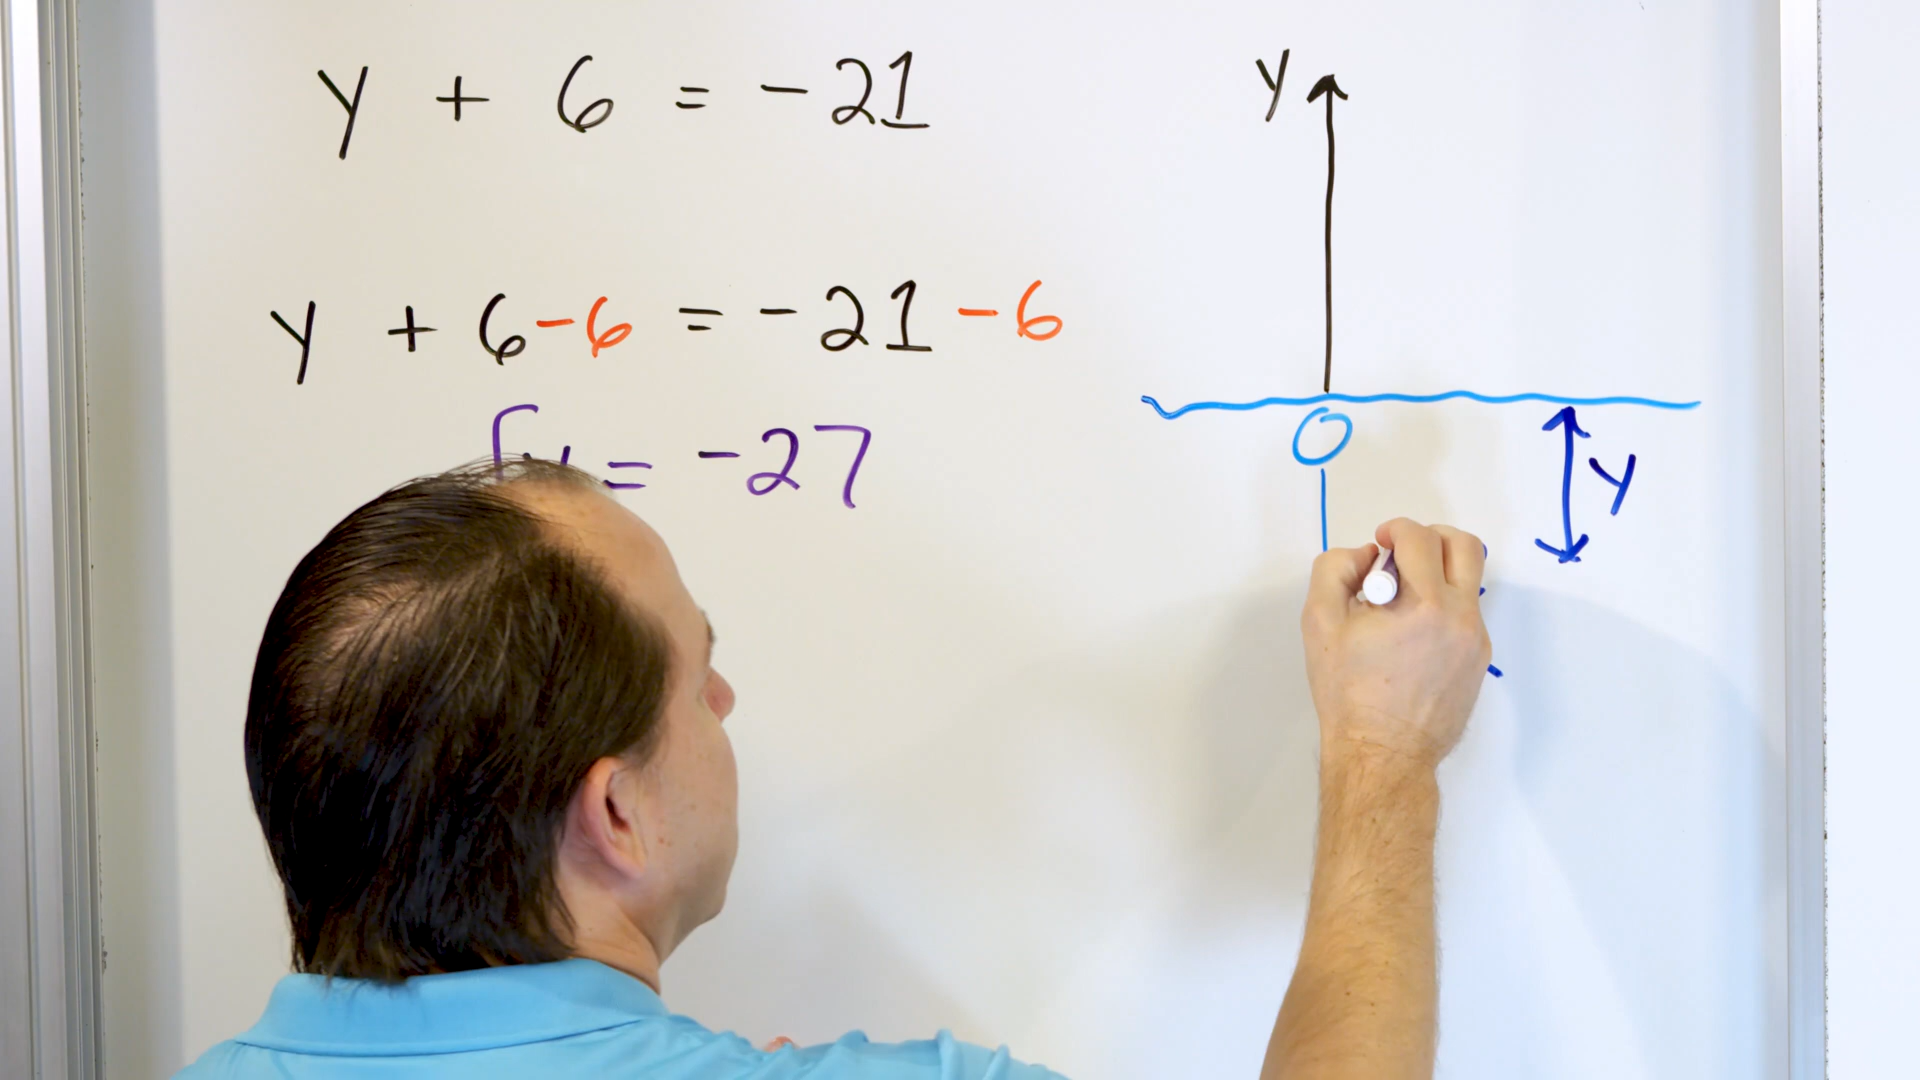 y + 6 = -21
y + 6 - 6 = -21 - 6
y = -27
y
0
y